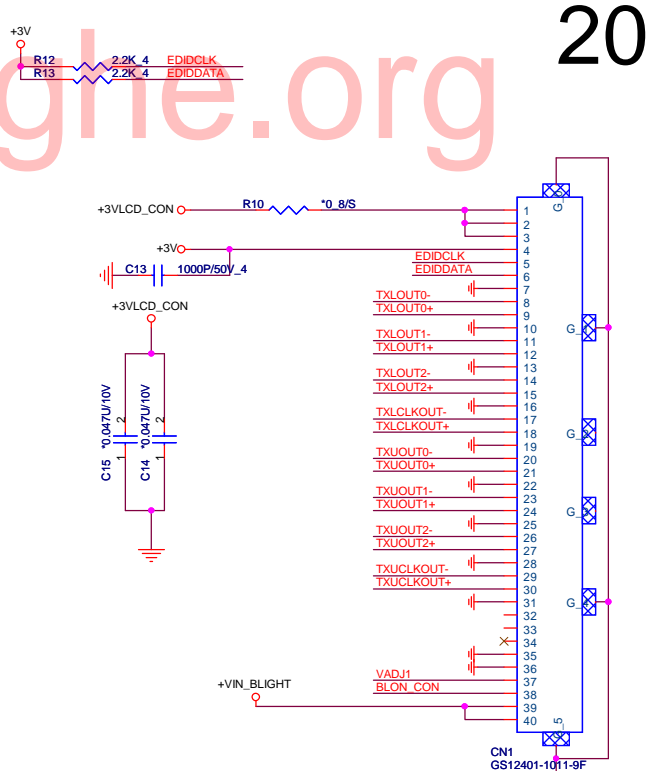 20
+3V
R12 2.2K_4 EDIDCLK
R13 2.2K_4 EDIDDATA
ghe.org
+3VLCD_CON R10 *0_8/S
+3V
C13 1000P/50V_4
+3VLCD_CON
C15 *0.047U/10V
1 2
C14 *0.047U/10V
1 2
EDIDCLK
EDIDDATA
TXLOUT0-
TXLOUT0+
TXLOUT1-
TXLOUT1+
TXLOUT2-
TXLOUT2+
TXLCLKOUT-
TXLCLKOUT+
TXUOUT0-
TXUOUT0+
TXUOUT1-
TXUOUT1+
TXUOUT2-
TXUOUT2+
TXUCLKOUT-
TXUCLKOUT+
VADJ1
BLON_CON
+VIN_BLIGHT
1
2
3
4
5
6
7
8
9
10
11
12
13
14
15
16
17
18
19
20
21
22
23
24
25
26
27
28
29
30
31
32
33
34
35
36
37
38
39
40
CN1
GS12401-1011-9F